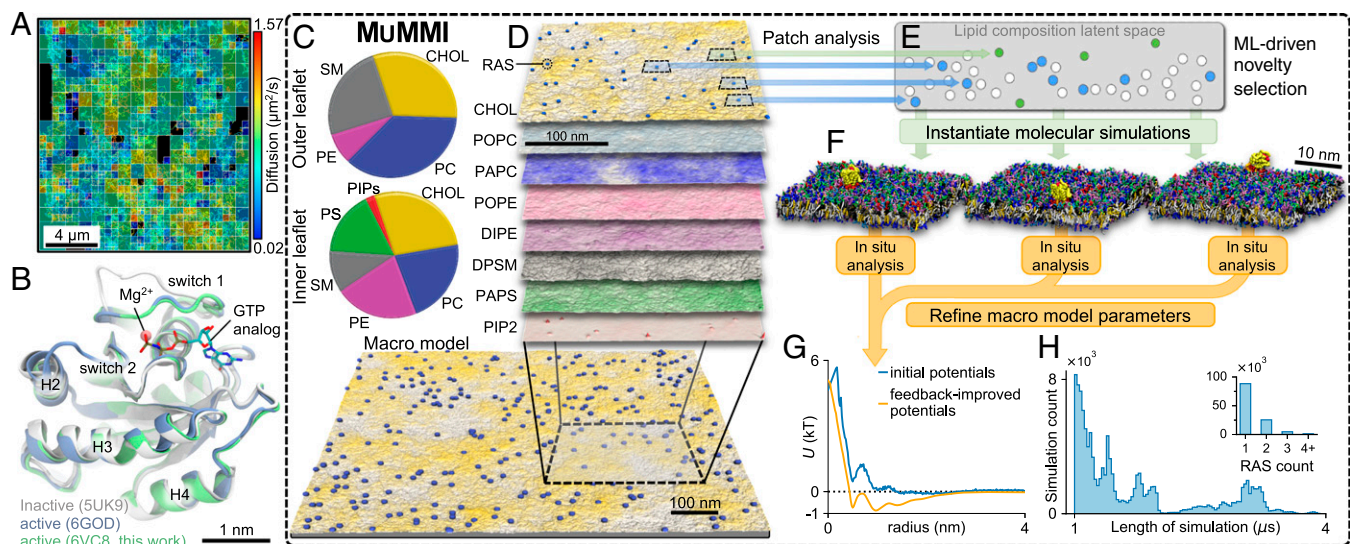 A
1.57
Diffusion (µm²/s)
0.02
4 µm
B
switch 1
Mg2+
GTP
analog
switch 2
H2
H3
H4
Inactive (5UK9)
active (6GOD)
active (6VC8, this work)
1 nm
C
MuMMI
Outer leaflet
SM
CHOL
PE
PC
Inner leaflet
PIPs
CHOL
PS
SM
PE
PC
D
RAS
CHOL
100 nm
POPC
PAPC
POPE
DIPE
DPSM
PAPS
PIP2
Macro model
100 nm
Patch analysis
E
Lipid composition latent space
ML-driven
novelty
selection
Instantiate molecular simulations
F
10 nm
In situ
analysis
In situ
analysis
In situ
analysis
Refine macro model parameters
G
6
U (kT)
0
-1
0
radius (nm)
4
initial potentials
feedback-improved
potentials
H
×10³
8
Simulation count
0
1
Length of simulation (µs)
4
×10³
100
50
0
1 2 3 4+
RAS count